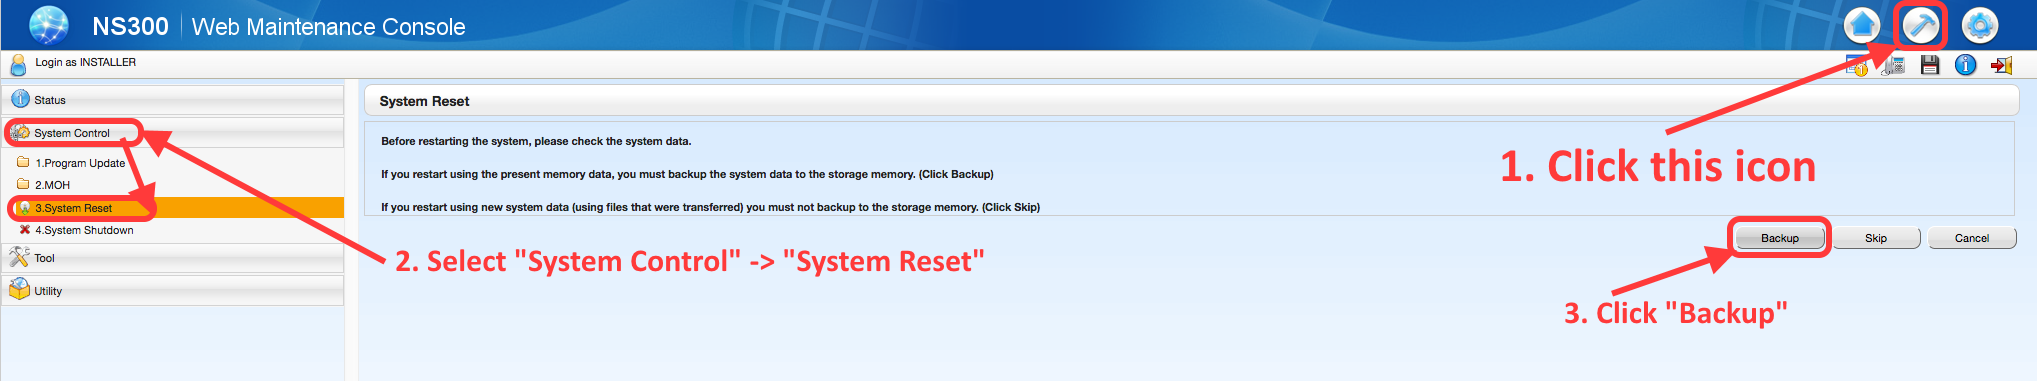 NS300 Web Maintenance Console
Login as INSTALLER
Status
System Control
1.Program Update
2.MOH
3.System Reset
4.System Shutdown
Tool
Utility
System Reset
Before restarting the system, please check the system data.
If you restart using the present memory data, you must backup the system data to the storage memory. (Click Backup)
If you restart using new system data (using files that were transferred) you must not backup to the storage memory. (Click Skip)
Backup Skip Cancel
1. Click this icon
2. Select "System Control" -> "System Reset"
3. Click "Backup"